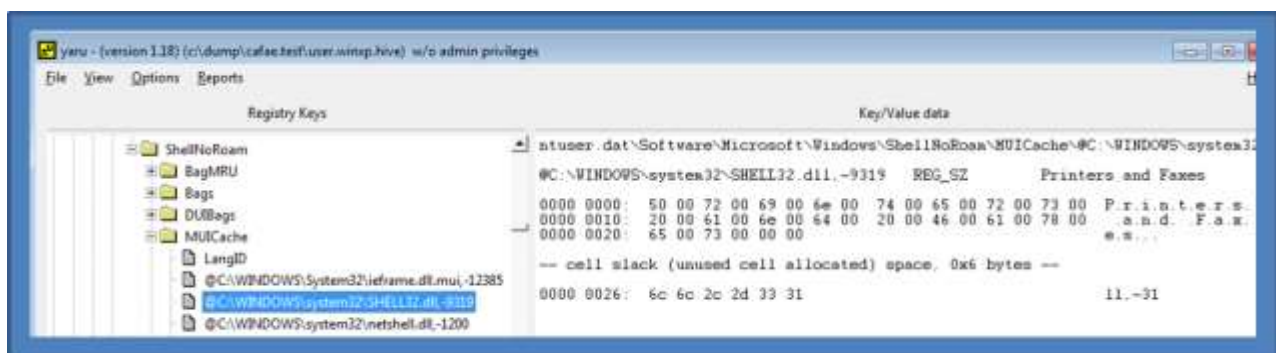 yaru - (version 1.18) (c:\dump\cafae.test\user.winxp.hive) w/o admin privileges
File View Options Reports H
Registry Keys
Key/Value data
ShellNoRoam
BagMRU
Bags
DUIBags
MUICache
LangID
@C:\WINDOWS\System32\ieframe.dll.mui,-12385
@C:\WINDOWS\system32\SHELL32.dll,-9319
@C:\WINDOWS\system32\netshell.dll,-1200
ntuser.dat\Software\Microsoft\Windows\ShellNoRoam\MUICache\@C:\WINDOWS\system32
@C:\WINDOWS\system32\SHELL32.dll,-9319 REG_SZ Printers and Faxes
0000 0000: 50 00 72 00 69 00 6e 00 74 00 65 00 72 00 73 00 P.r.i.n.t.e.r.s.
0000 0010: 20 00 61 00 6e 00 64 00 20 00 46 00 61 00 78 00 .a.n.d. .F.a.x.
0000 0020: 65 00 73 00 00 00 e.s...
-- cell slack (unused cell allocated) space, 0x6 bytes --
0000 0026: 6c 6c 2c 2d 33 31 ll,-31